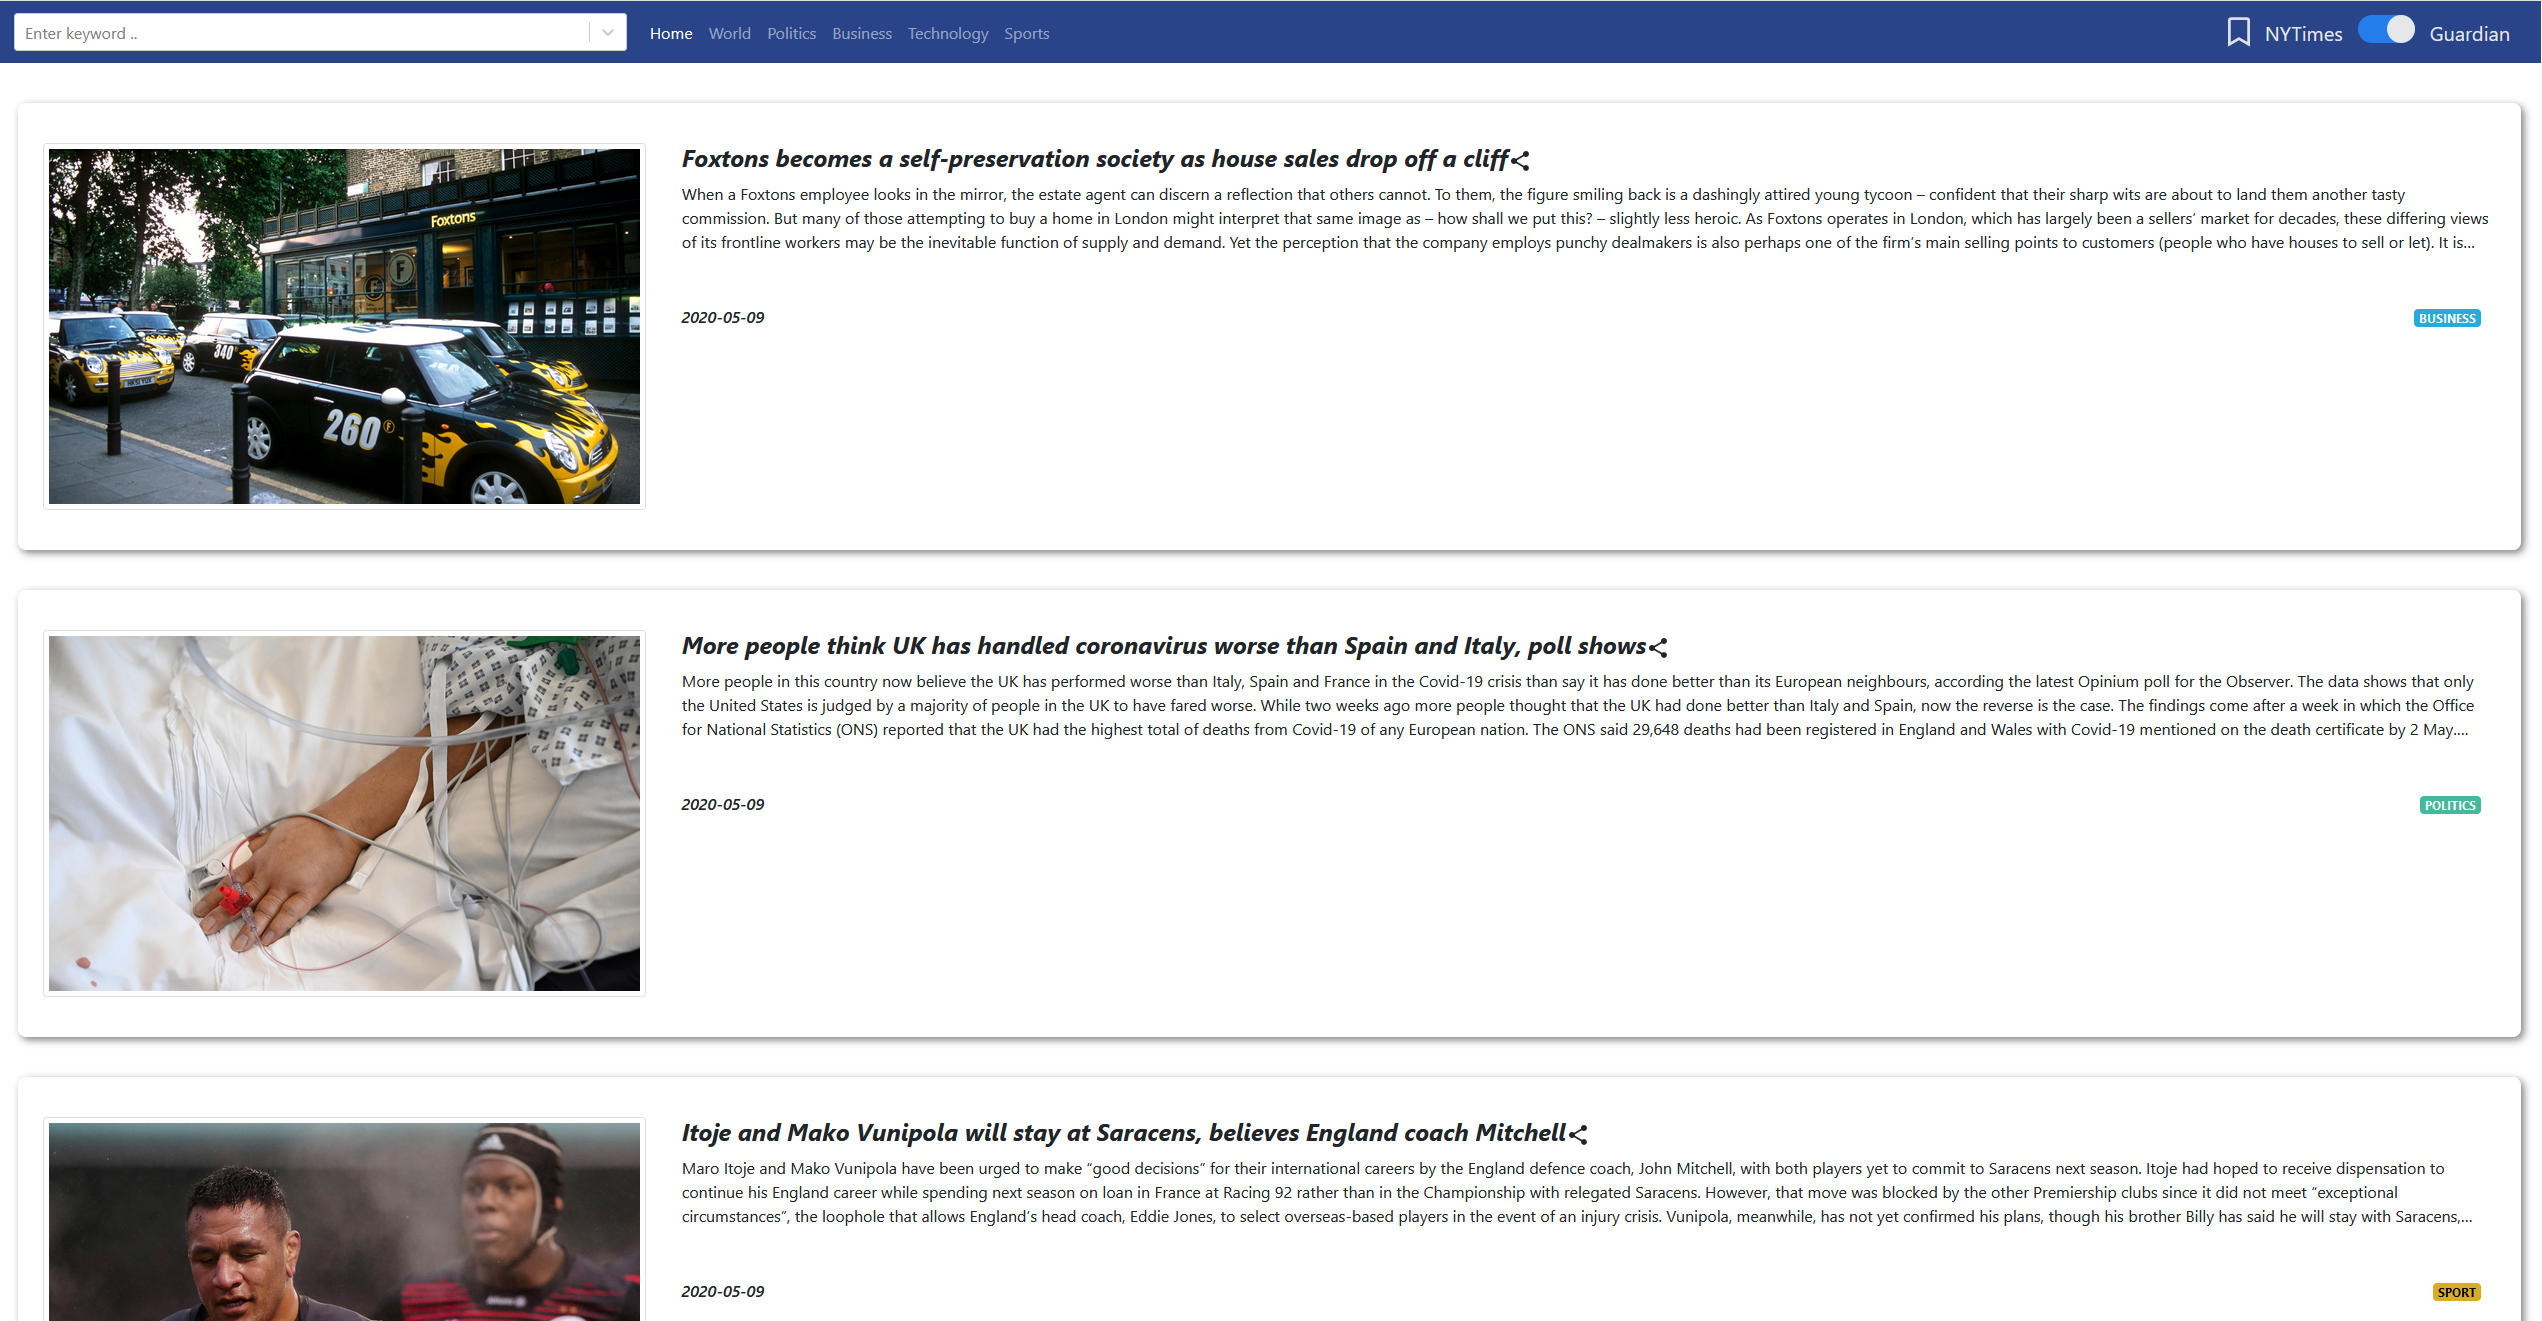 Enter keyword ..
Home World Politics Business Technology Sports
NYTimes Guardian
Foxtons becomes a self-preservation society as house sales drop off a cliff
When a Foxtons employee looks in the mirror, the estate agent can discern a reflection that others cannot. To them, the figure smiling back is a dashingly attired young tycoon – confident that their sharp wits are about to land them another tasty
commission. But many of those attempting to buy a home in London might interpret that same image as – how shall we put this? – slightly less heroic. As Foxtons operates in London, which has largely been a sellers’ market for decades, these differing views
of its frontline workers may be the inevitable function of supply and demand. Yet the perception that the company employs punchy dealmakers is also perhaps one of the firm’s main selling points to customers (people who have houses to sell or let). It is...
Foxtons
F
F
340
HK51 YUX
260 F
2020-05-09
BUSINESS
More people think UK has handled coronavirus worse than Spain and Italy, poll shows
More people in this country now believe the UK has performed worse than Italy, Spain and France in the Covid-19 crisis than say it has done better than its European neighbours, according the latest Opinium poll for the Observer. The data shows that only
the United States is judged by a majority of people in the UK to have fared worse. While two weeks ago more people thought that the UK had done better than Italy and Spain, now the reverse is the case. The findings come after a week in which the Office
for National Statistics (ONS) reported that the UK had the highest total of deaths from Covid-19 of any European nation. The ONS said 29,648 deaths had been registered in England and Wales with Covid-19 mentioned on the death certificate by 2 May....
2020-05-09
POLITICS
Itoje and Mako Vunipola will stay at Saracens, believes England coach Mitchell
Maro Itoje and Mako Vunipola have been urged to make “good decisions” for their international careers by the England defence coach, John Mitchell, with both players yet to commit to Saracens next season. Itoje had hoped to receive dispensation to
continue his England career while spending next season on loan in France at Racing 92 rather than in the Championship with relegated Saracens. However, that move was blocked by the other Premiership clubs since it did not meet “exceptional
circumstances”, the loophole that allows England’s head coach, Eddie Jones, to select overseas-based players in the event of an injury crisis. Vunipola, meanwhile, has not yet confirmed his plans, though his brother Billy has said he will stay with Saracens,...
Allianz
2020-05-09
SPORT